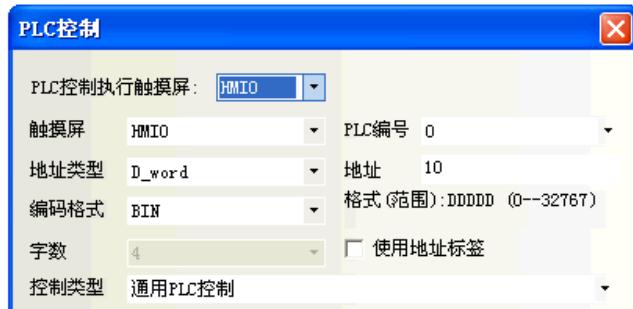 PLC控制
PLC控制执行触摸屏: HMI0
触摸屏 HMI0 PLC编号 0
地址类型 D_word 地址 10
编码格式 BIN 格式(范围):DDDDD (0--32767)
字数 4 使用地址标签
控制类型 通用PLC控制